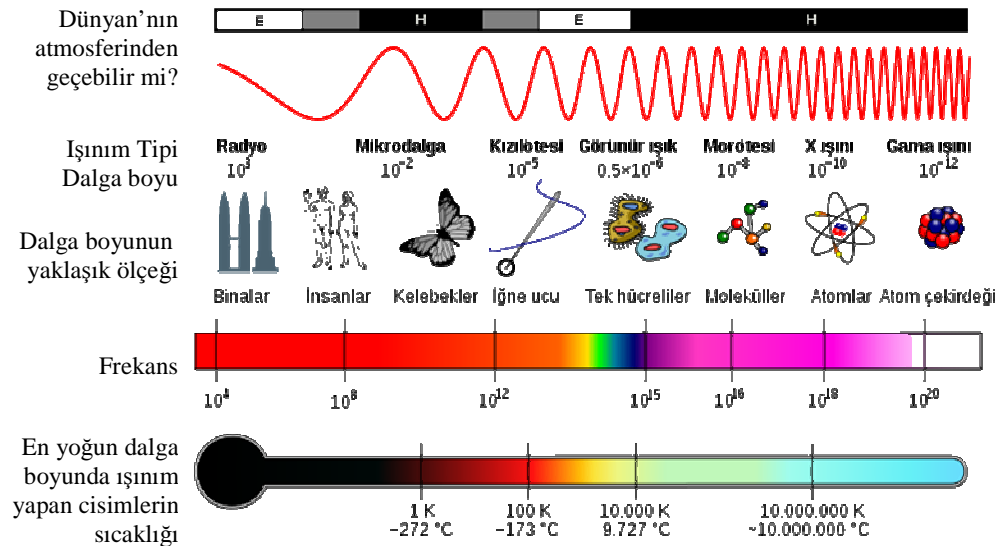 Dünyan’nın
atmosferinden
geçebilir mi?
E H E H
Işınım Tipi
Radyo Mikrodalga Kızılötesi Görünür ışık Morötesi X ışını Gama ışını
Dalga boyu
10³ 10⁻² 10⁻⁵ 0.5×10⁻⁶ 10⁻⁸ 10⁻¹⁰ 10⁻¹²
Dalga boyunun
yaklaşık ölçeği
Binalar İnsanlar Kelebekler İğne ucu Tek hücreliler Moleküller Atomlar Atom çekirdeği
Frekans
10⁴ 10⁸ 10¹² 10¹⁵ 10¹⁶ 10¹⁸ 10²⁰
En yoğun dalga
boyunda ışınım
yapan cisimlerin
sıcaklığı
1 K 100 K 10.000 K 10.000.000 K
−272 °C −173 °C 9.727 °C ~10.000.000 °C